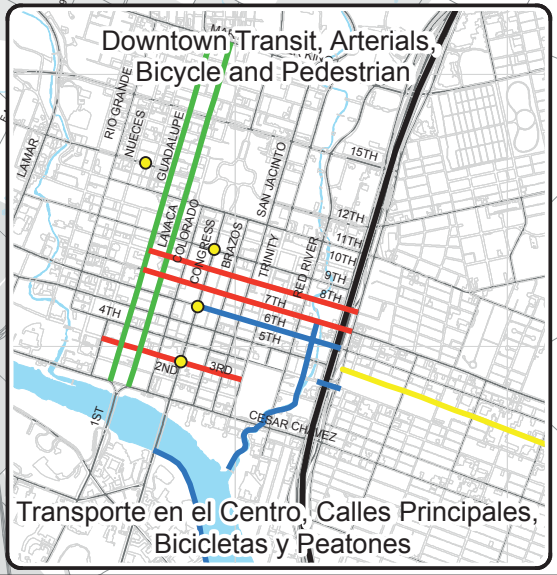 Downtown Transit, Arterials,
Bicycle and Pedestrian
LAMAR
RIO GRANDE
NUECES
GUADALUPE
SAN JACINTO
15TH
LAVACA
COLORADO
CONGRESS
BRAZOS
TRINITY
RED RIVER
12TH
11TH
10TH
9TH
8TH
7TH
6TH
5TH
4TH
2ND
3RD
1ST
CESAR CHAVEZ
Transporte en el Centro, Calles Principales,
Bicicletas y Peatones